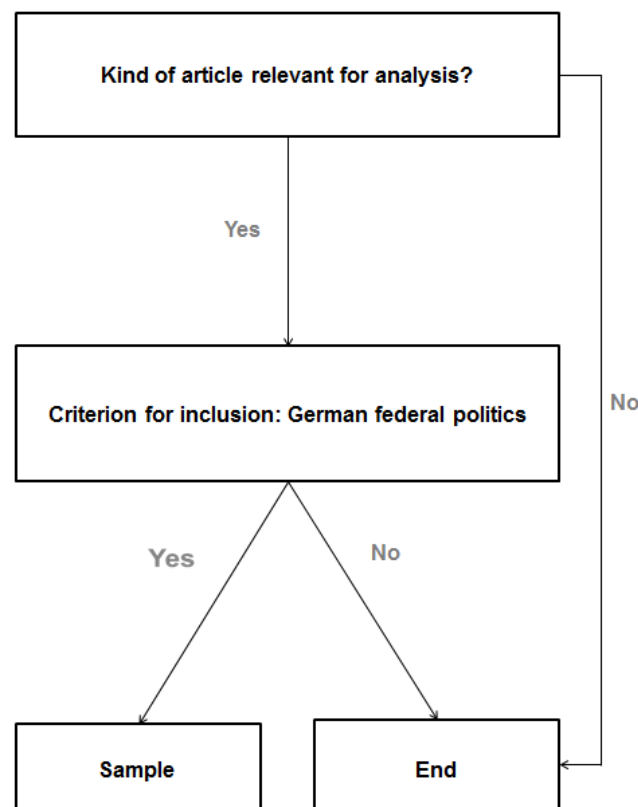 Kind of article relevant for analysis?
Yes
Criterion for inclusion: German federal politics
No
Yes
No
Sample
End